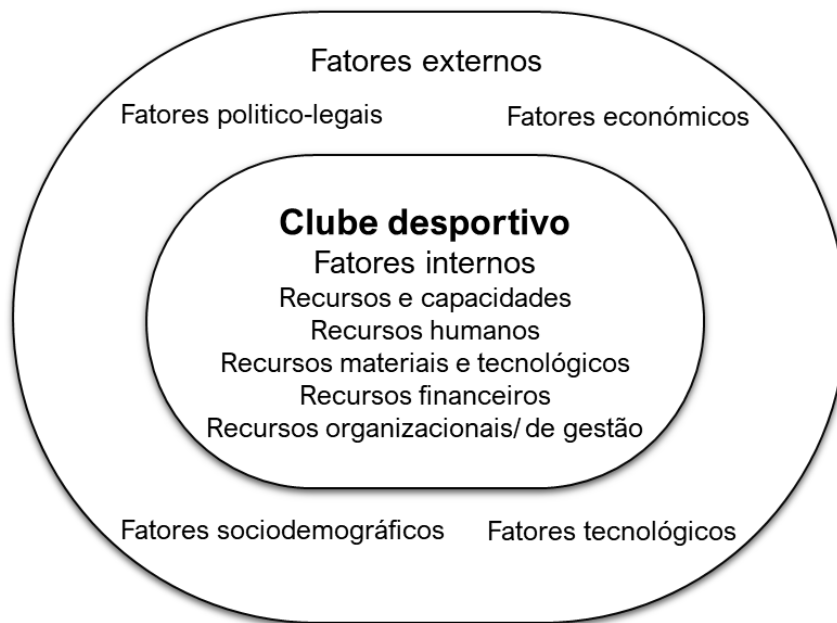 Fatores externos
Fatores politico-legais
Fatores económicos
Clube desportivo
Fatores internos
Recursos e capacidades
Recursos humanos
Recursos materiais e tecnológicos
Recursos financeiros
Recursos organizacionais/ de gestão
Fatores sociodemográficos
Fatores tecnológicos